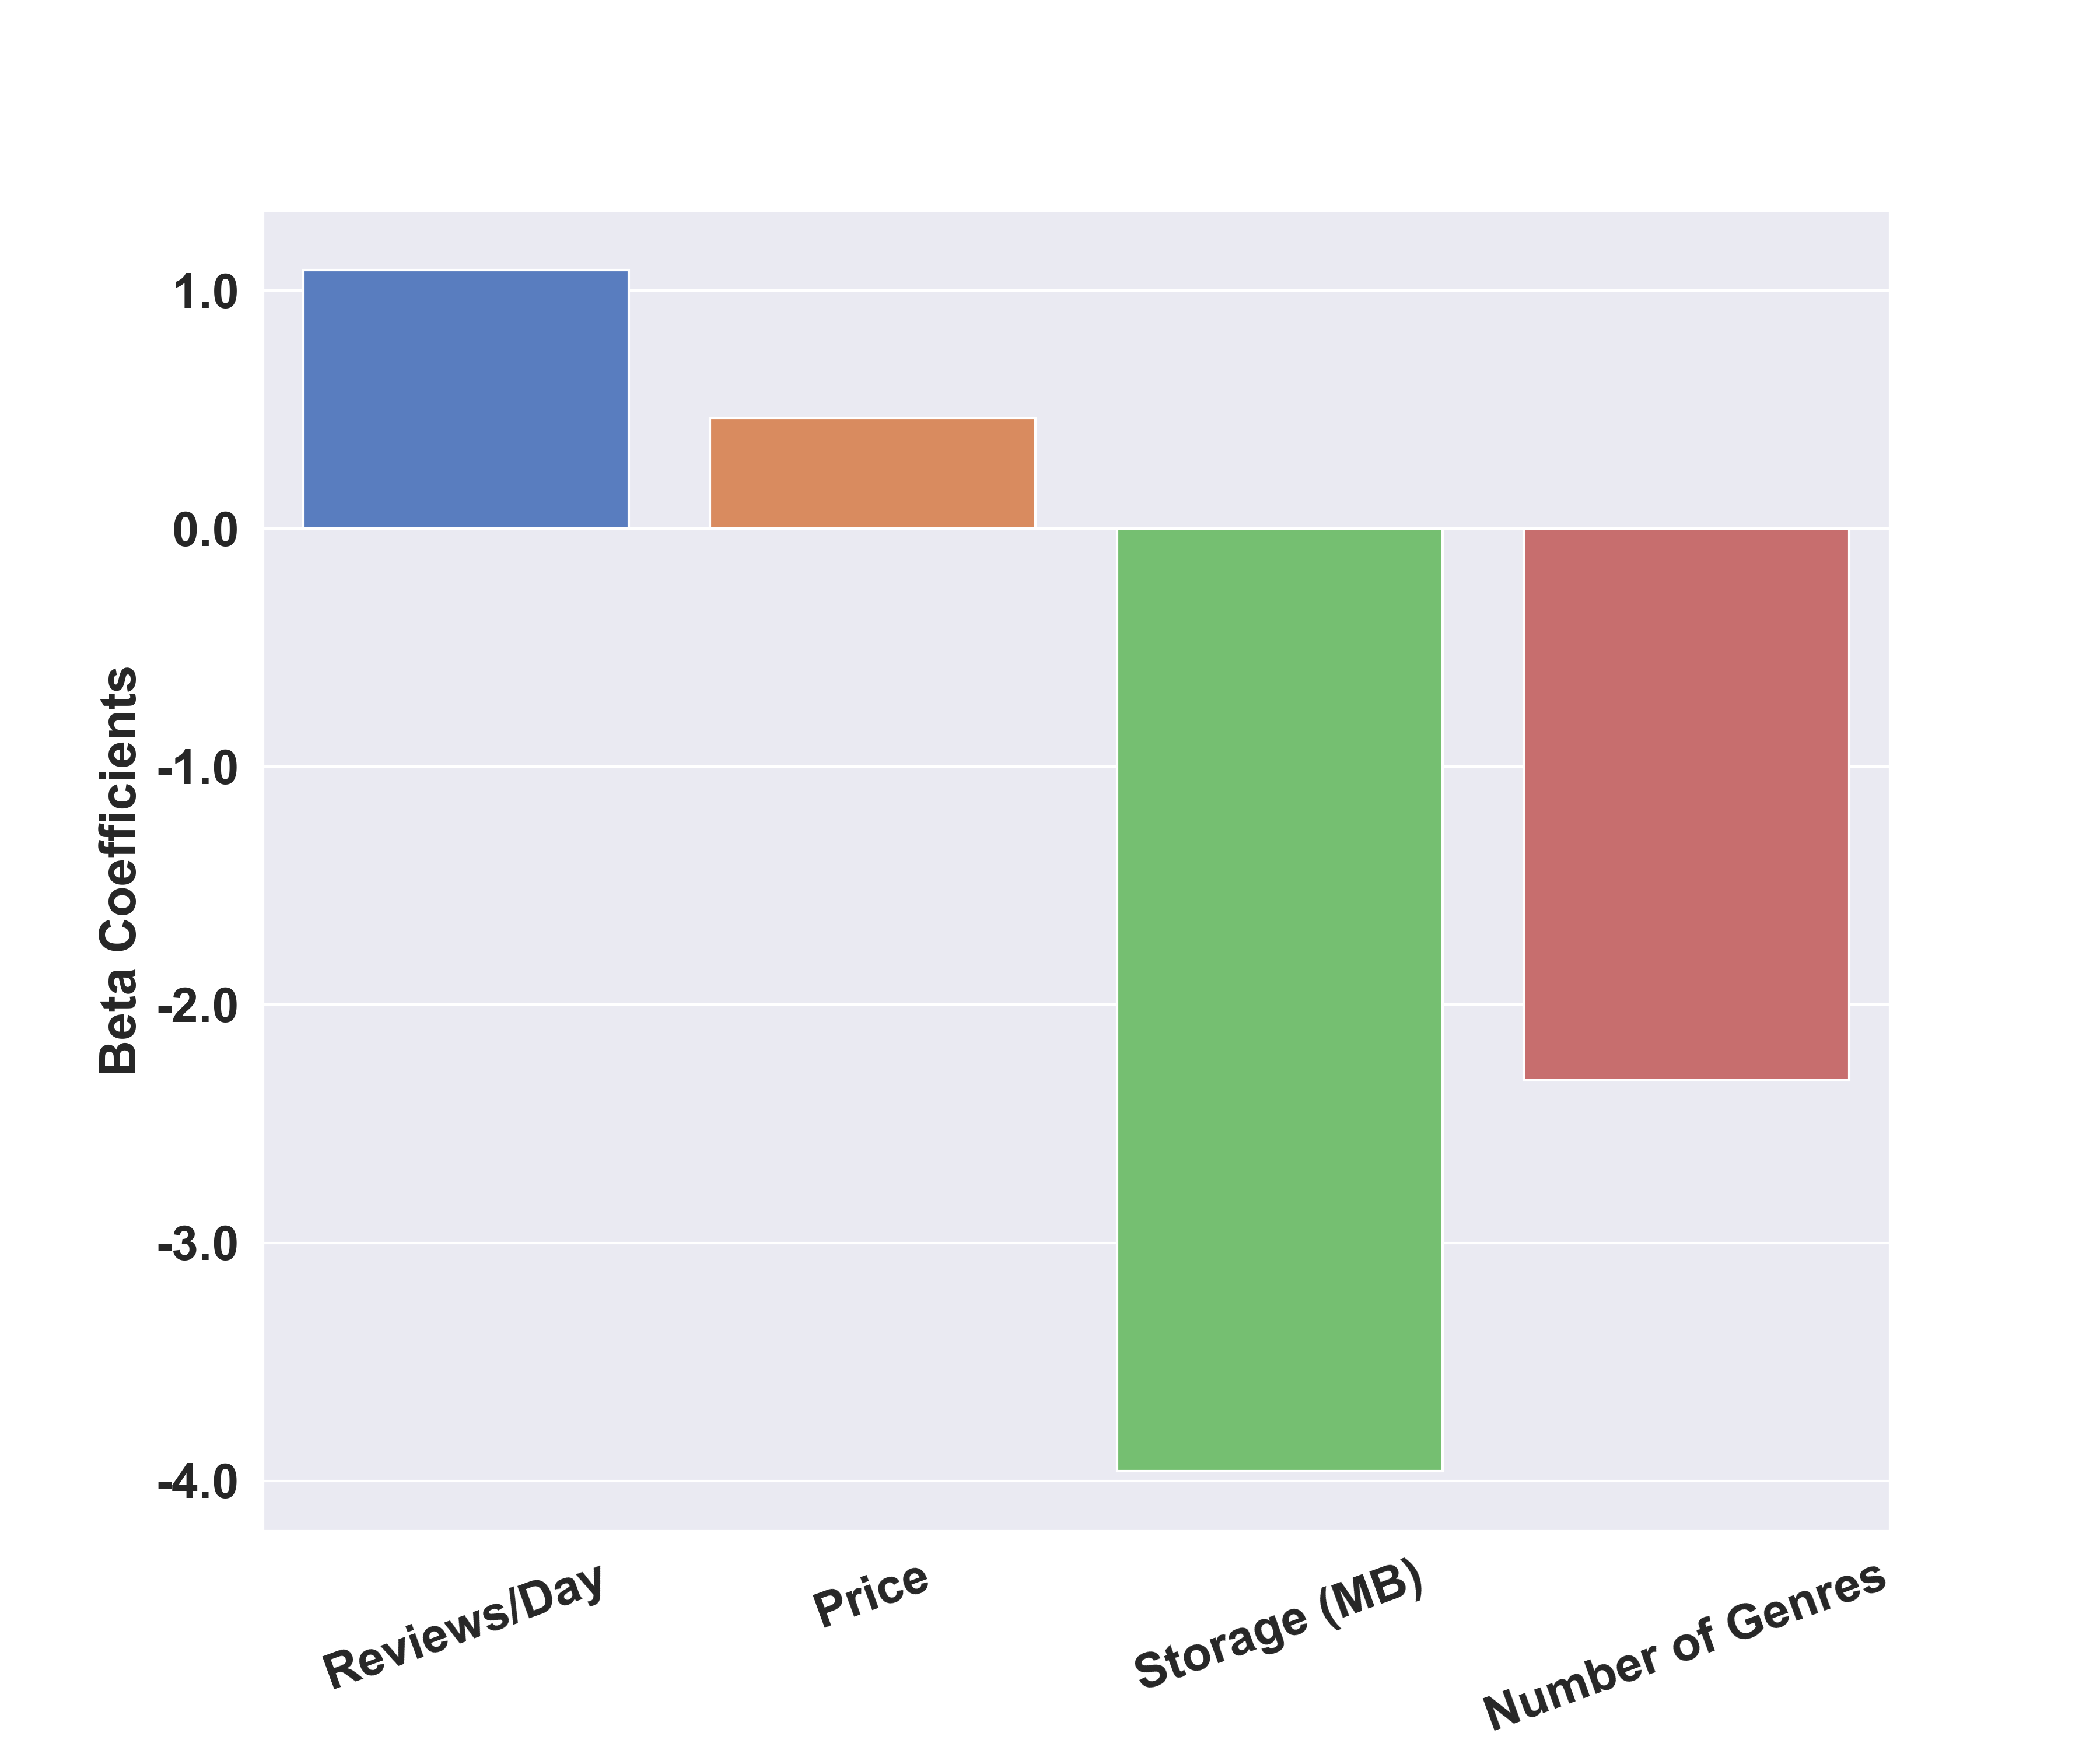 Beta Coefficients
1.0
0.0
-1.0
-2.0
-3.0
-4.0
Reviews/Day
Price
Storage (MB)
Number of Genres